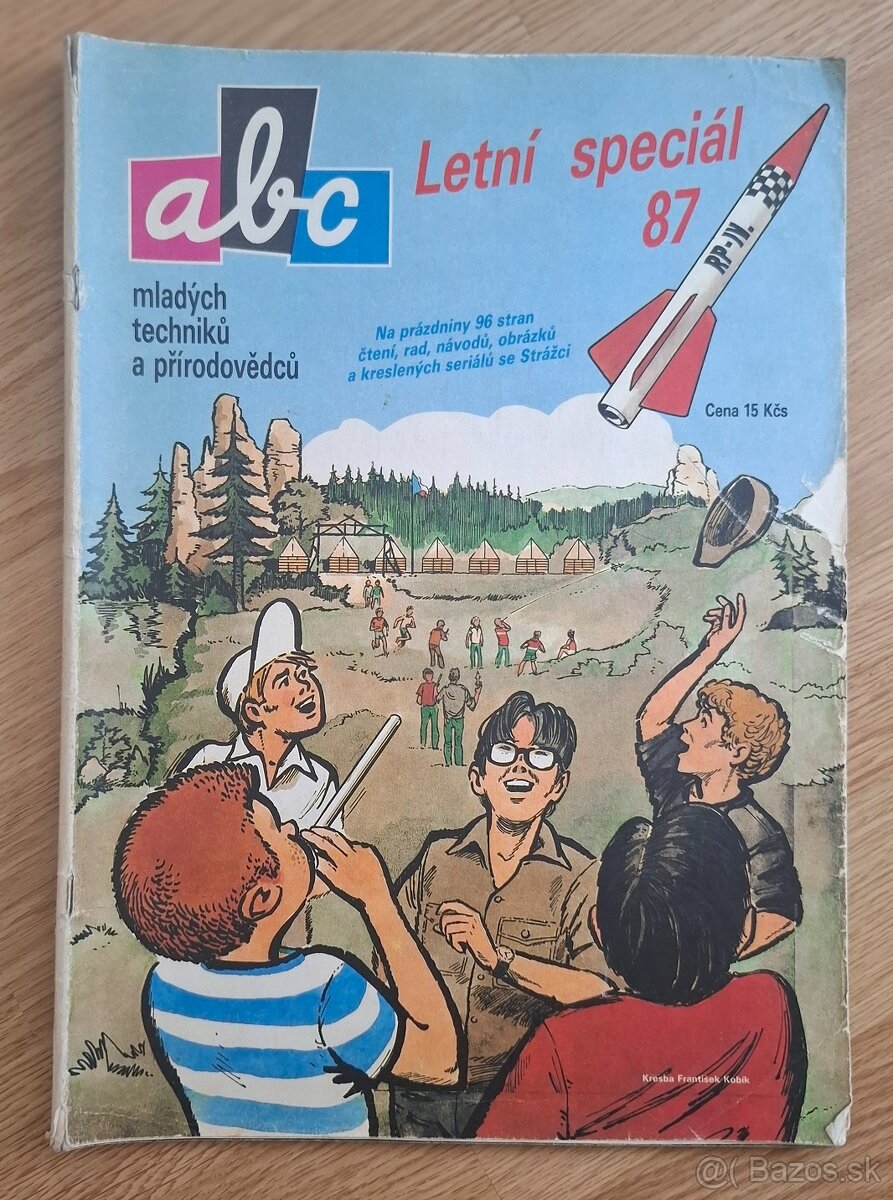 abc
Letní speciál
87
RP-IV.
mladých
techniků
a přírodovědců
Na prázdniny 96 stran
čtení, rad, návodů, obrázků
a kreslených seriálů se Strážci
Cena 15 Kčs
Kresba František Kobík
@( Bazos.sk